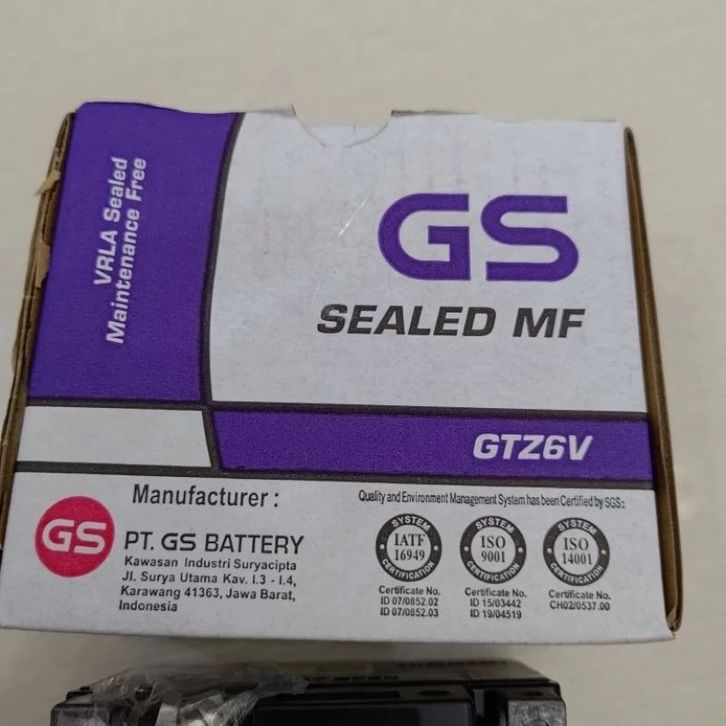 VRLA Sealed
Maintenance Free
GS
SEALED MF
GTZ6V
Manufacturer :
GS
PT. GS BATTERY
Kawasan Industri Suryacipta
Jl. Surya Utama Kav. I.3 - I.4,
Karawang 41363, Jawa Barat,
Indonesia
Quality and Environment Management System has been Certified by SGS :
SYSTEM
IATF
16949
CERTIFICATION
Certificate No.
ID 07/0852.02
ID 07/0852.03
SYSTEM
ISO
9001
CERTIFICATION
Certificate No.
ID 15/03442
ID 19/04519
SYSTEM
ISO
14001
CERTIFICATION
Certificate No.
CH02/0537.00